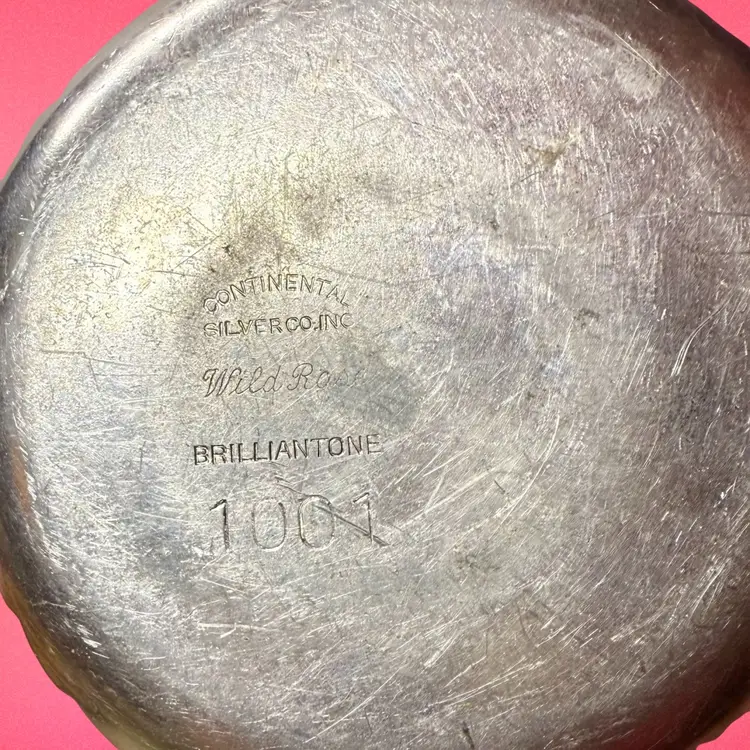 CONTINENTAL
SILVER CO. INC
Wild Rose
BRILLIANTONE
1001